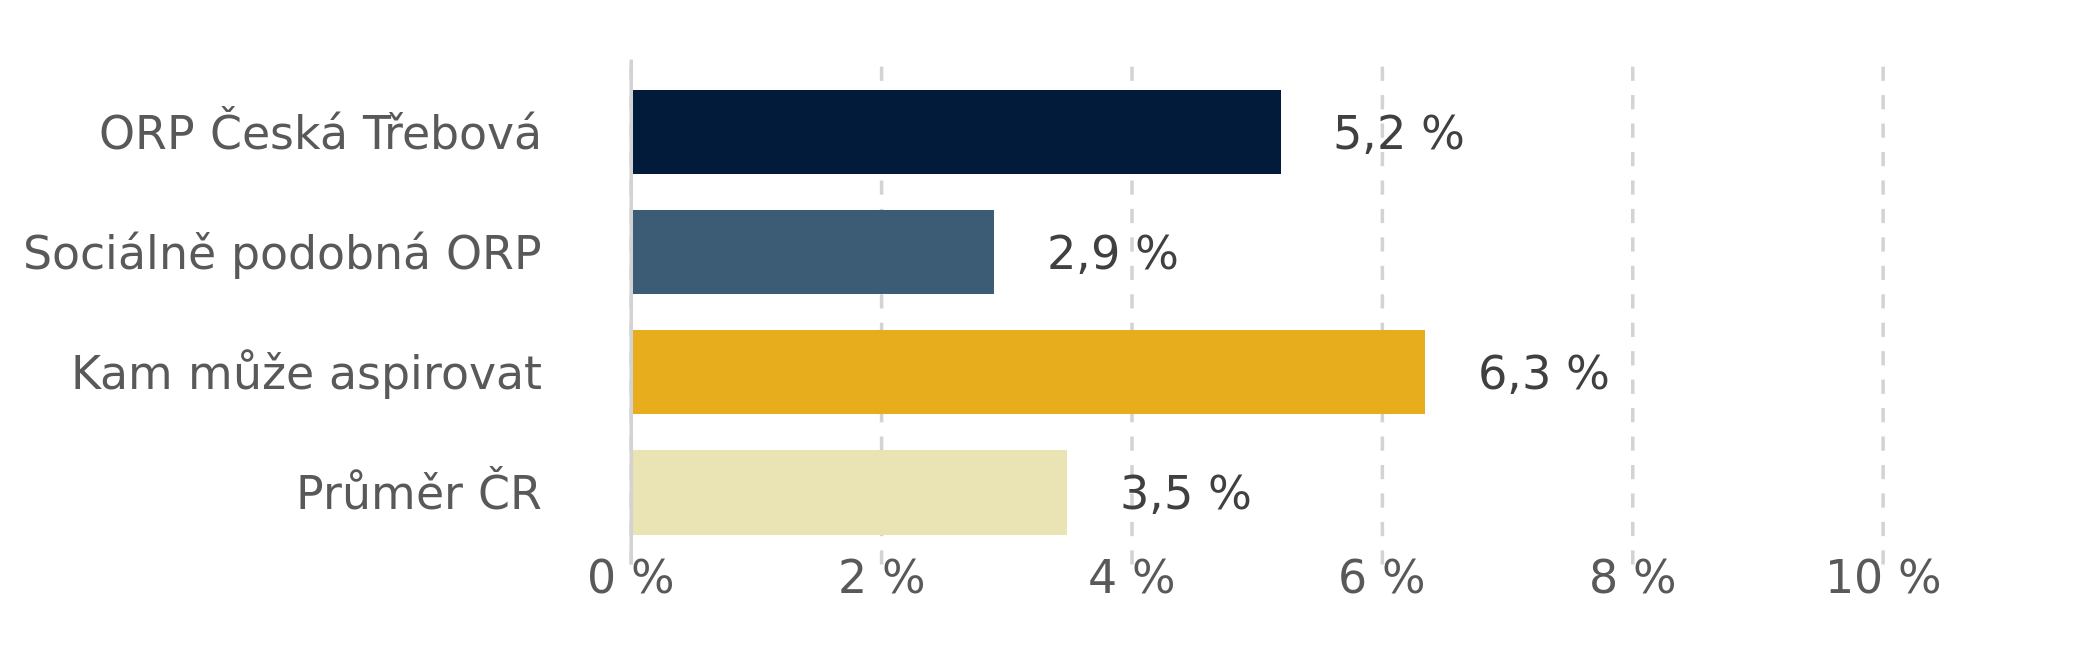 ORP Česká Třebová 5,2 %
Sociálně podobná ORP 2,9 %
Kam může aspirovat 6,3 %
Průměr ČR 3,5 %
0 % 2 % 4 % 6 % 8 % 10 %